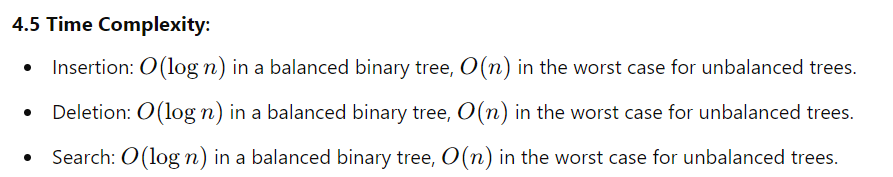 4.5 Time Complexity:
• Insertion: O(log n) in a balanced binary tree, O(n) in the worst case for unbalanced trees.
• Deletion: O(log n) in a balanced binary tree, O(n) in the worst case for unbalanced trees.
• Search: O(log n) in a balanced binary tree, O(n) in the worst case for unbalanced trees.